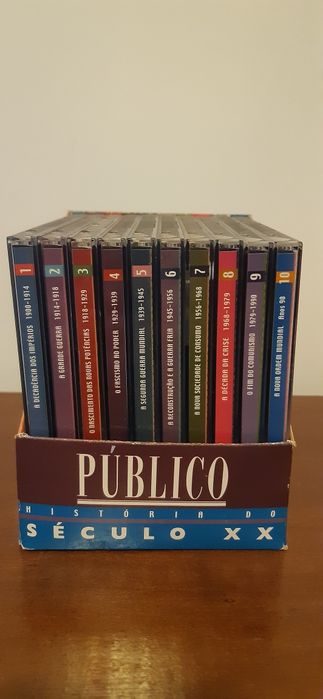 1 A DECADÊNCIA DOS IMPÉRIOS 1900-1914
2 A GRANDE GUERRA 1914-1918
3 O NASCIMENTO DAS NOVAS POTÊNCIAS 1918-1929
4 O FASCISMO NO PODER 1929-1939
5 A SEGUNDA GUERRA MUNDIAL 1939-1945
6 A RECONSTRUÇÃO E A GUERRA FRIA 1945-1956
7 A NOVA SOCIEDADE DE CONSUMO 1956-1968
8 A DÉCADA DA CRISE 1968-1979
9 O FIM DO COMUNISMO 1979-1990
10 A NOVA ORDEM MUNDIAL Anos 90
PÚBLICO
HISTÓRIA DO
SÉCULO XX